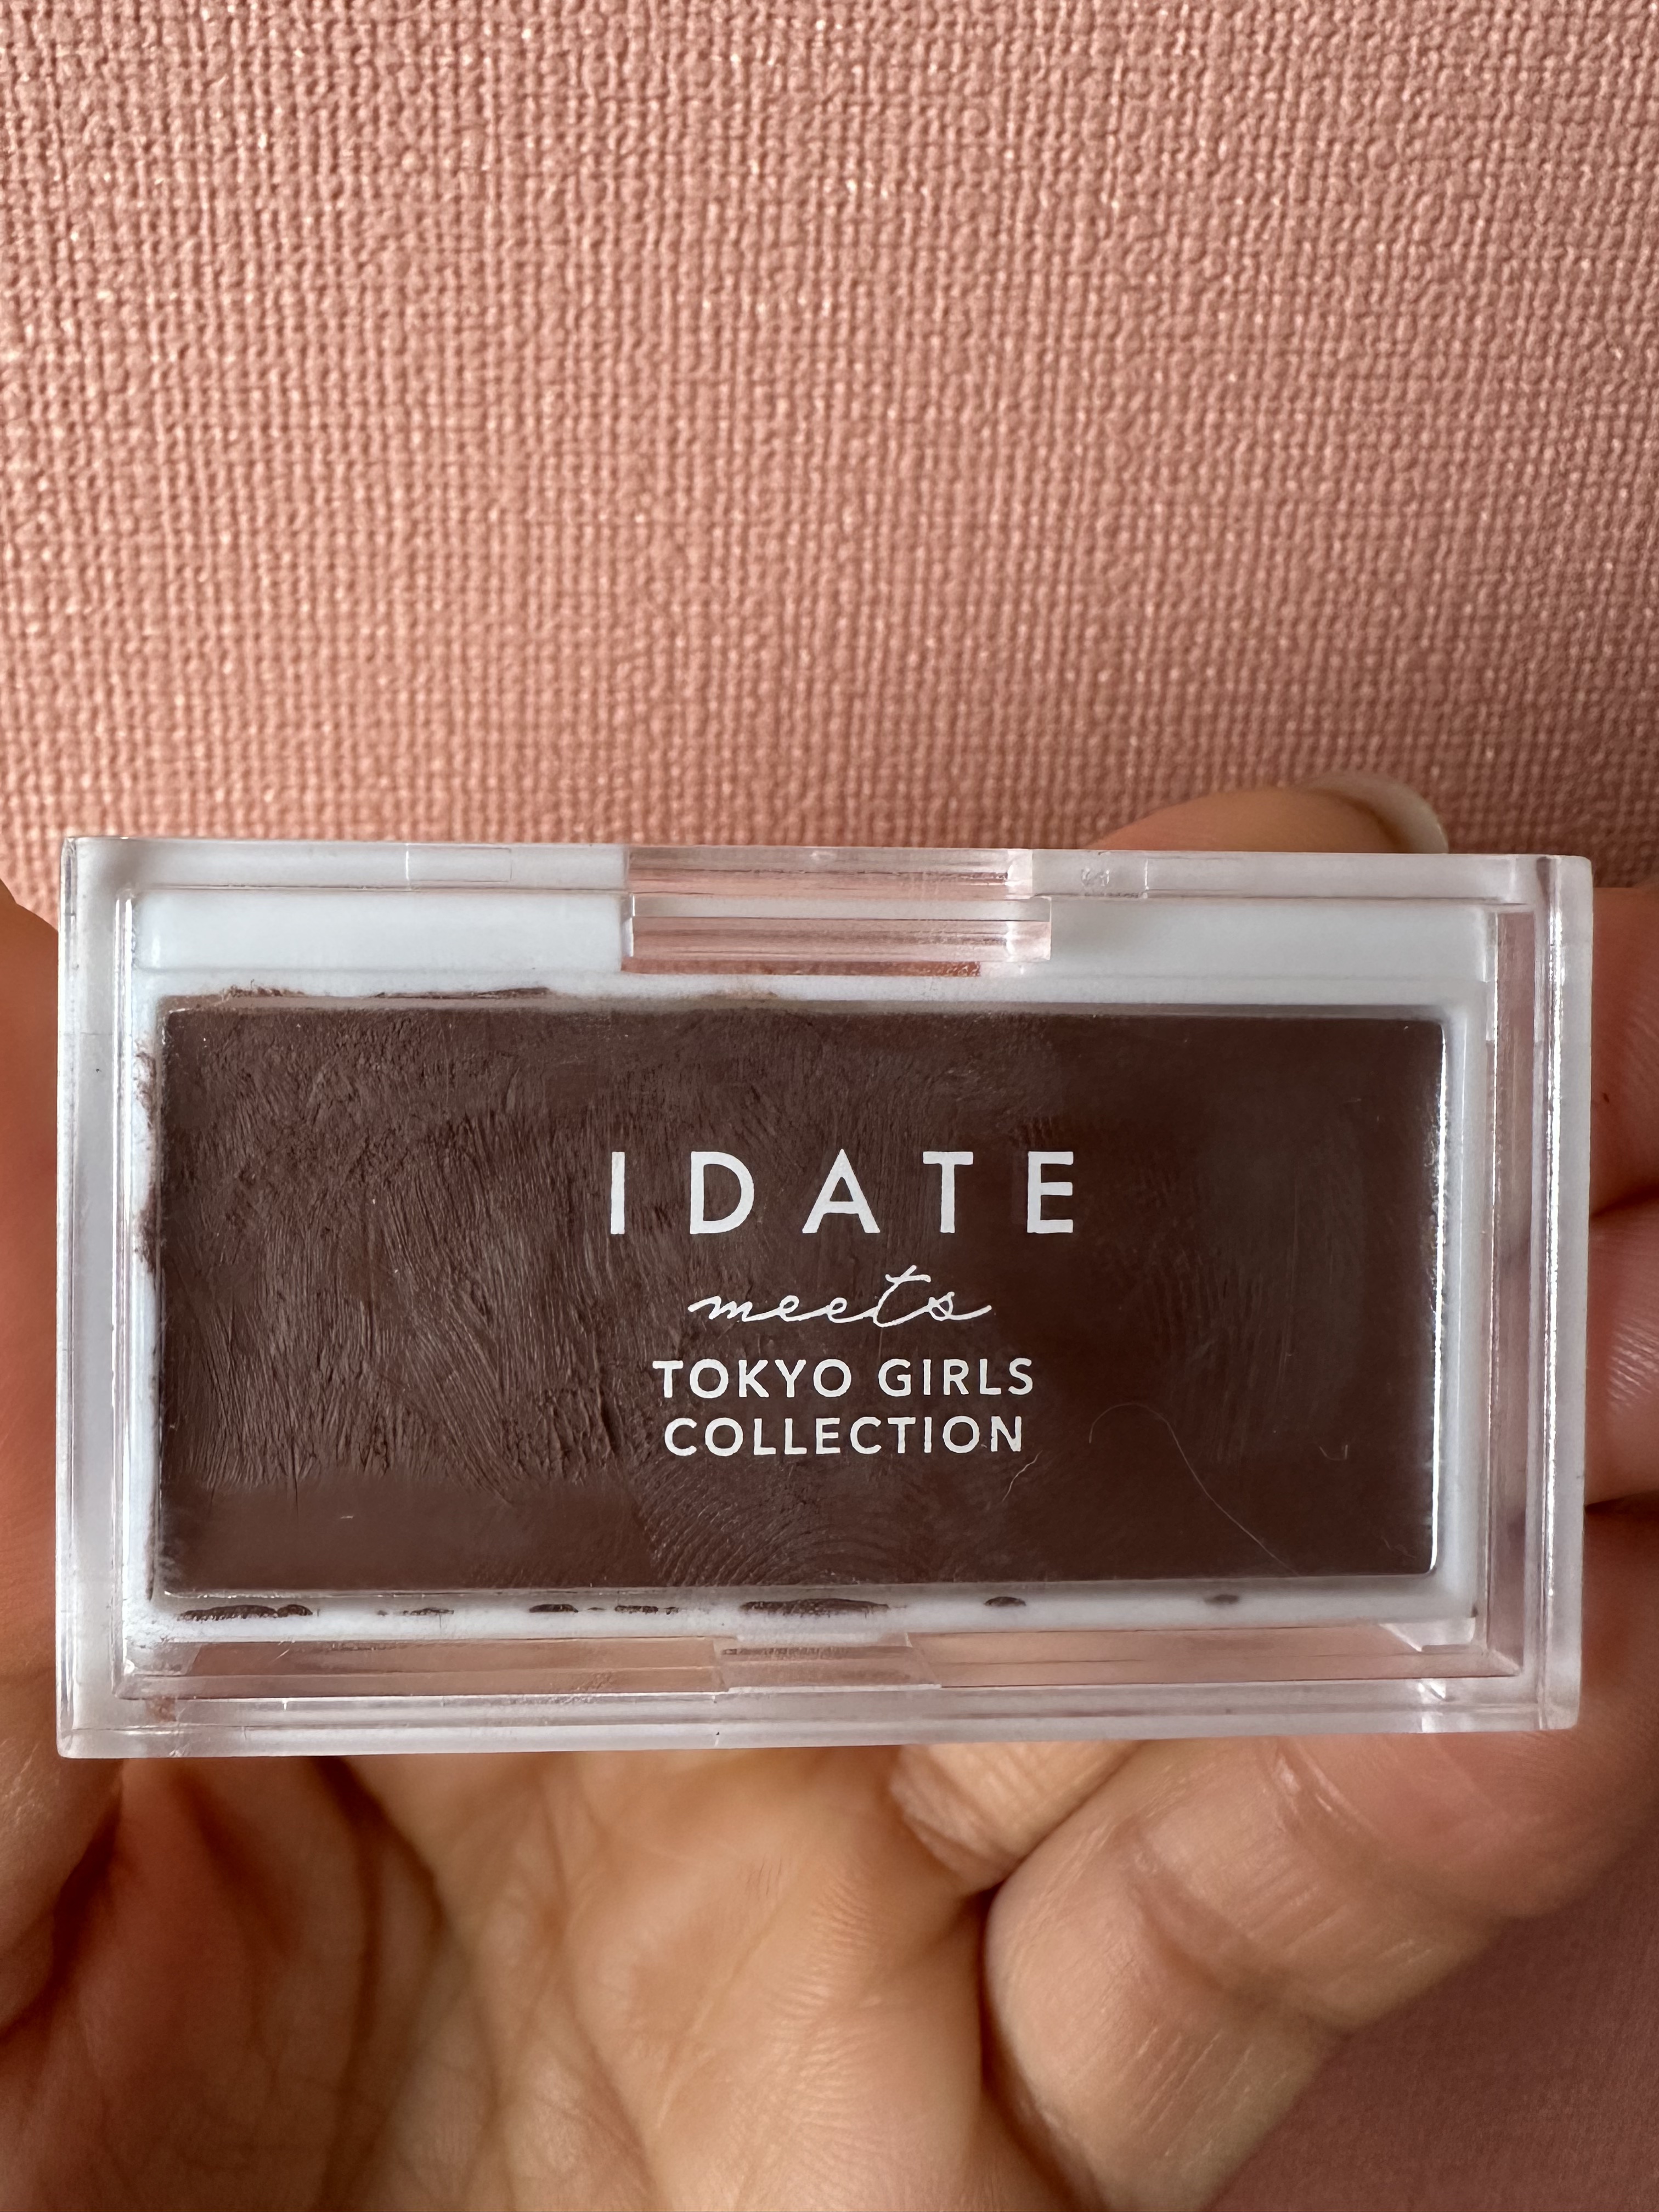 IDATE
meets
TOKYO GIRLS
COLLECTION